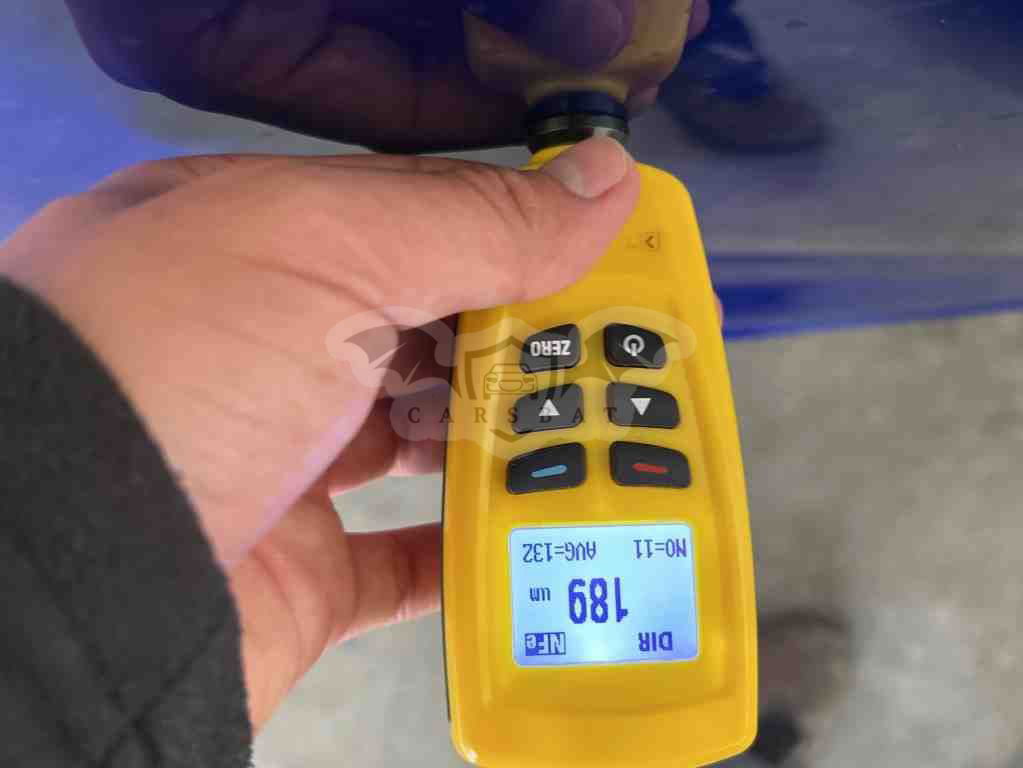 DIR NFe
189 um
NO=11 AVG=132
ZERO
CARSBAT